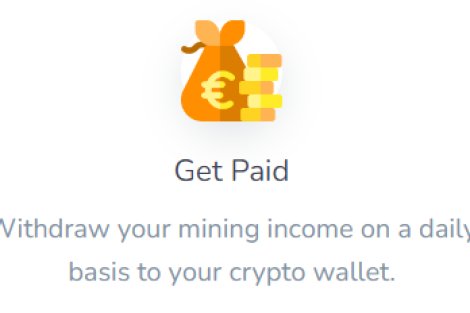 €
Get Paid
Withdraw your mining income on a daily
basis to your crypto wallet.